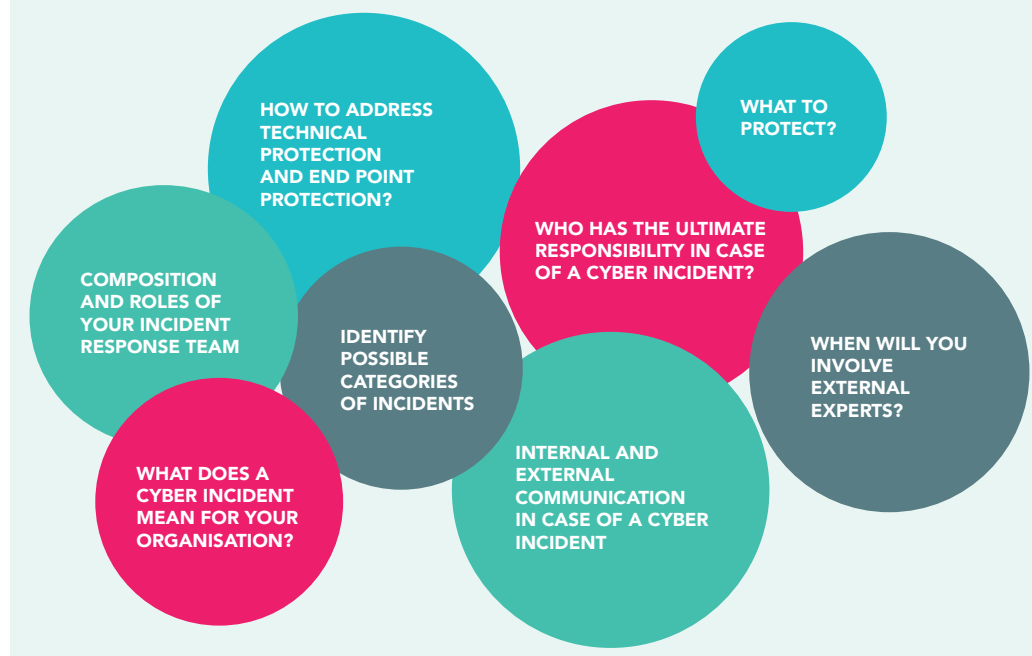 HOW TO ADDRESS
TECHNICAL
PROTECTION
AND END POINT
PROTECTION?
WHAT TO
PROTECT?
WHO HAS THE ULTIMATE
RESPONSIBILITY IN CASE
OF A CYBER INCIDENT?
COMPOSITION
AND ROLES OF
YOUR INCIDENT
RESPONSE TEAM
IDENTIFY
POSSIBLE
CATEGORIES
OF INCIDENTS
WHEN WILL YOU
INVOLVE
EXTERNAL
EXPERTS?
WHAT DOES A
CYBER INCIDENT
MEAN FOR YOUR
ORGANISATION?
INTERNAL AND
EXTERNAL
COMMUNICATION
IN CASE OF A CYBER
INCIDENT